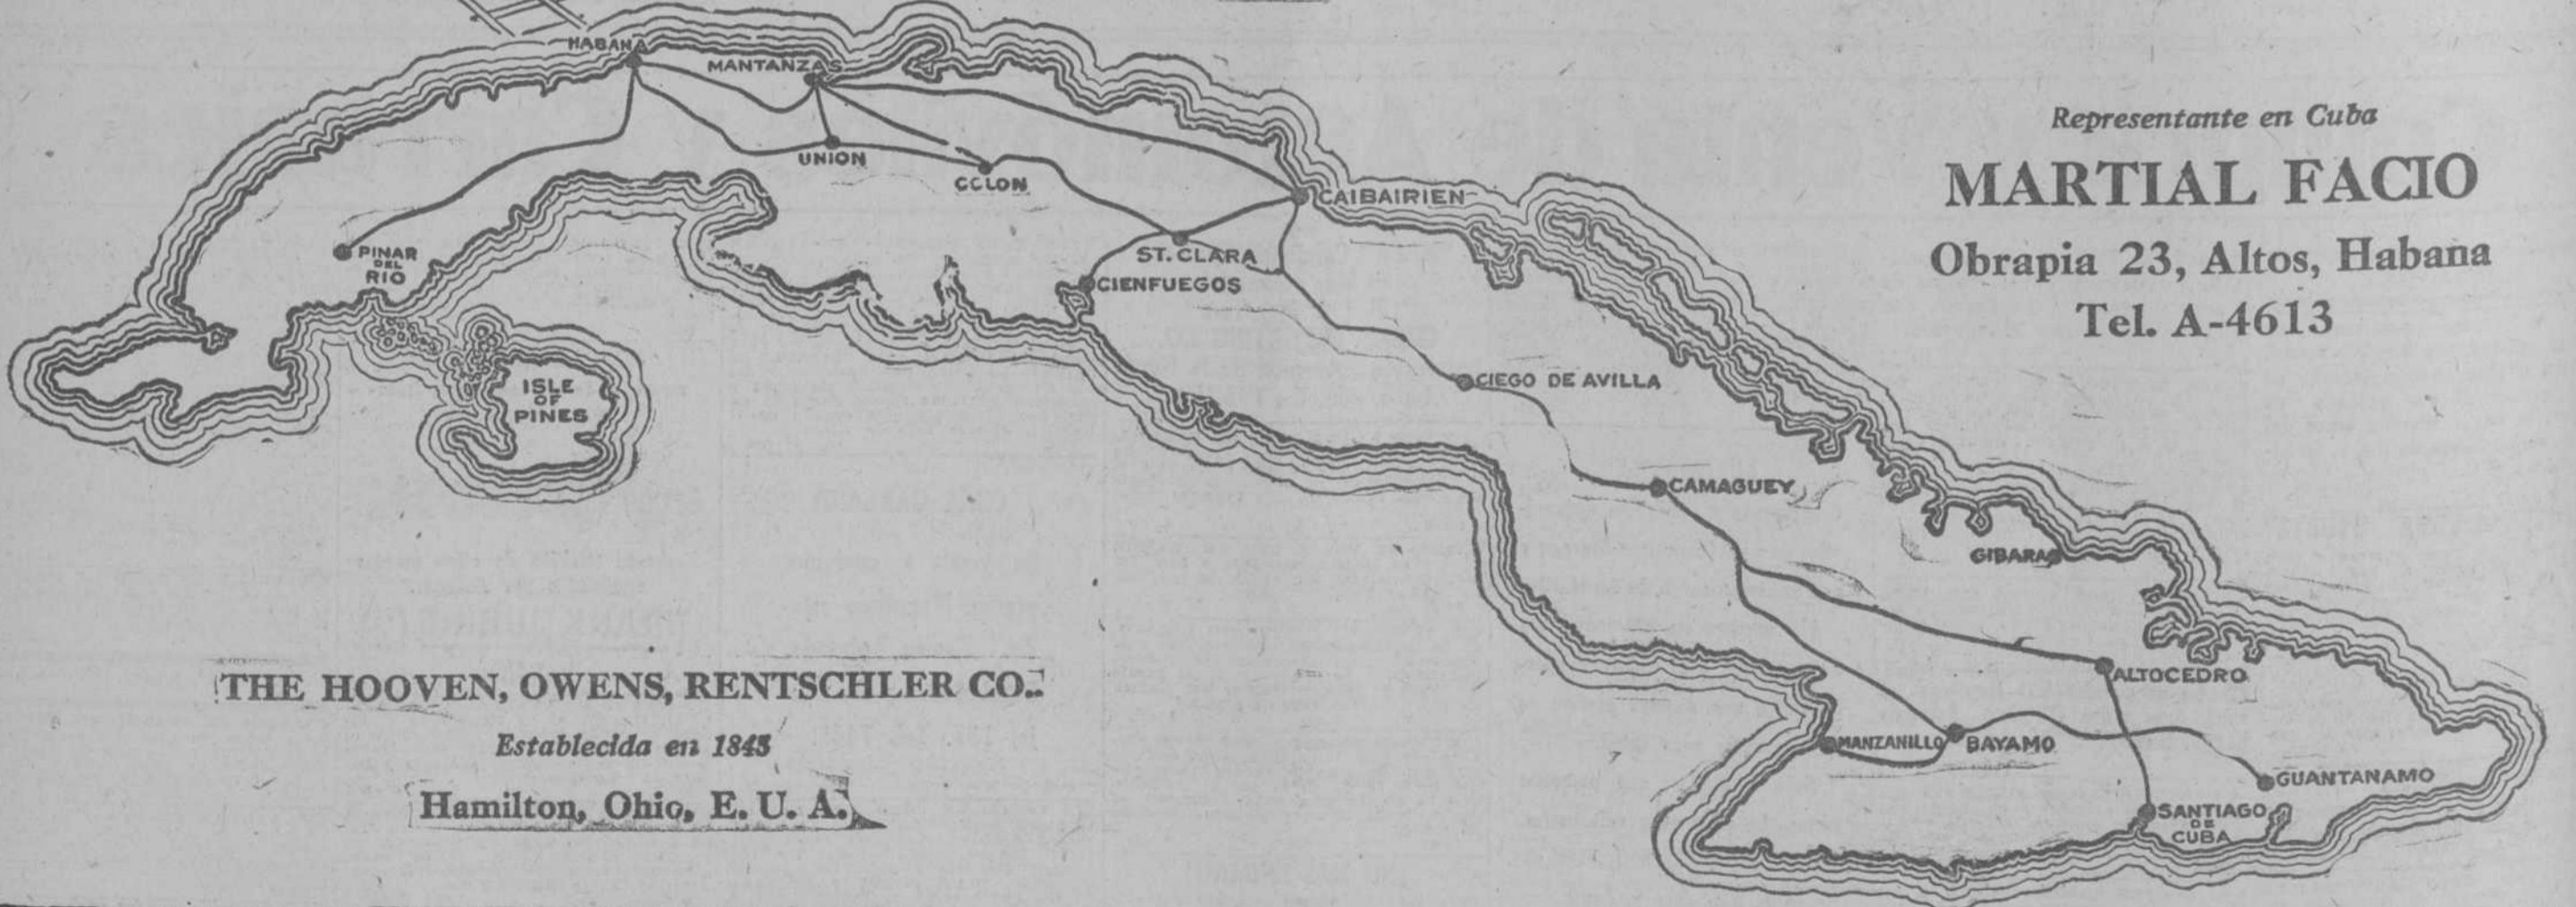 HABANA
MANTANZAS
UNION
COLON
CAIBAIRIEN
PINAR
DEL
RIO
ST. CLARA
CIENFUEGOS
ISLE
OF
PINES
CIEGO DE AVILLA
CAMAGUEY
GIBARA
ALTOCEDRO
MANZANILLO
BAYAMO
GUANTANAMO
SANTIAGO
DE
CUBA
Representante en Cuba
MARTIAL FACIO
Obrapia 23, Altos, Habana
Tel. A-4613
THE HOOVEN, OWENS, RENTSCHLER CO.
Establecida en 1845
Hamilton, Ohio, E. U. A.